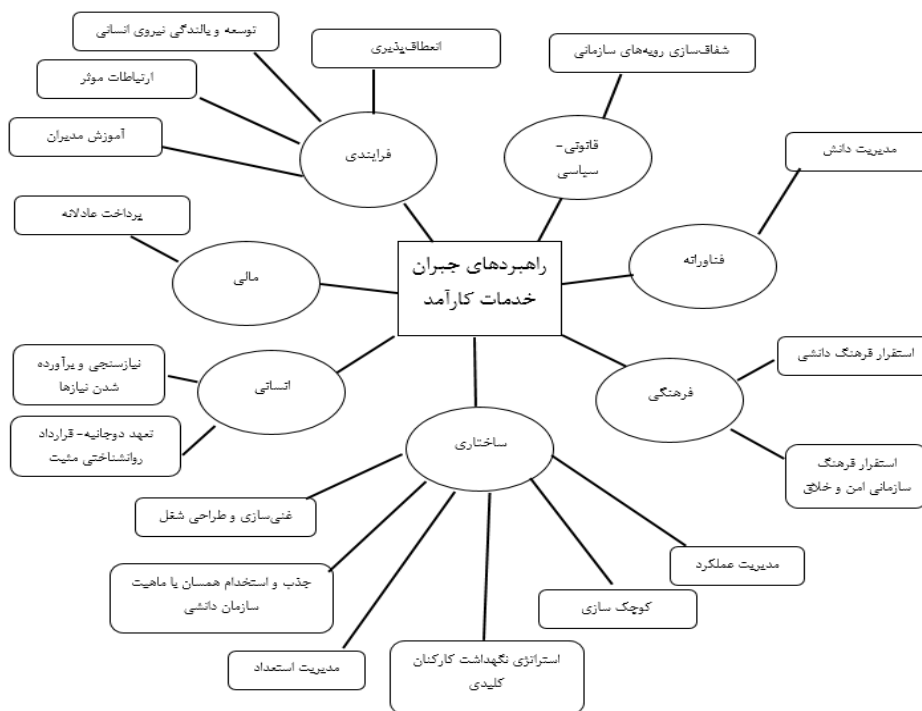 توسعه و بالندگی نیروی انسانی
انعطاف‌پذیری
شفاف‌سازی رویه‌های سازمانی
ارتباطات موثر
آموزش مدیران
فرایندی
قانونی-
سیاسی
مدیریت دانش
پرداخت عادلانه
مالی
راهبردهای جبران
خدمات کارآمد
فناورانه
نیازسنجی و برآورده
شدن نیازها
انسانی
تعهد دوجانبه- قرارداد
روانشناختی مثبت
فرهنگی
استقرار فرهنگ دانشی
استقرار فرهنگ
سازمانی امن و خلاق
ساختاری
غنی‌سازی و طراحی شغل
جذب و استخدام همسان با ماهیت
سازمان دانشی
مدیریت استعداد
استراتژی نگهداشت کارکنان
کلیدی
کوچک سازی
مدیریت عملکرد